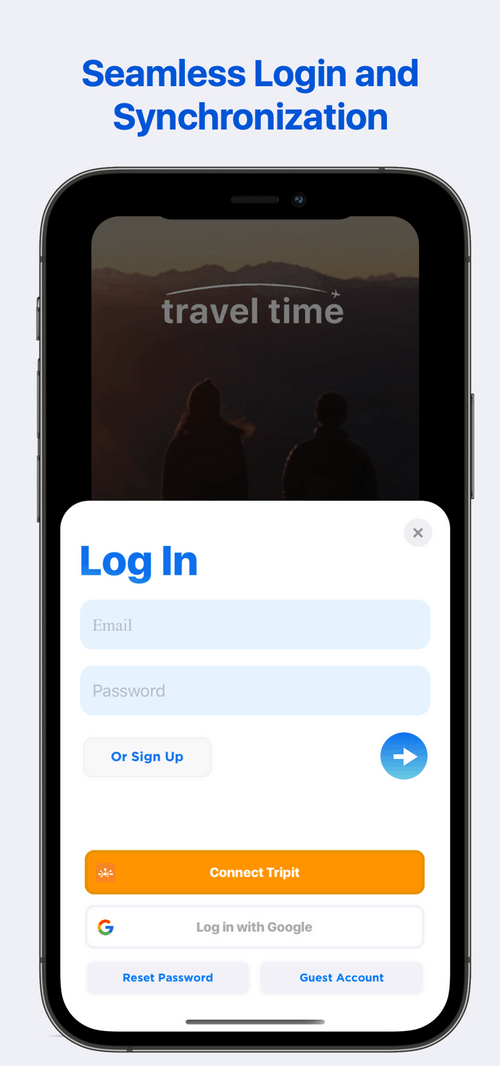 Seamless Login and
Synchronization
travel time
Log In
Email
Password
Or Sign Up
Connect Tripit
Log in with Google
Reset Password
Guest Account